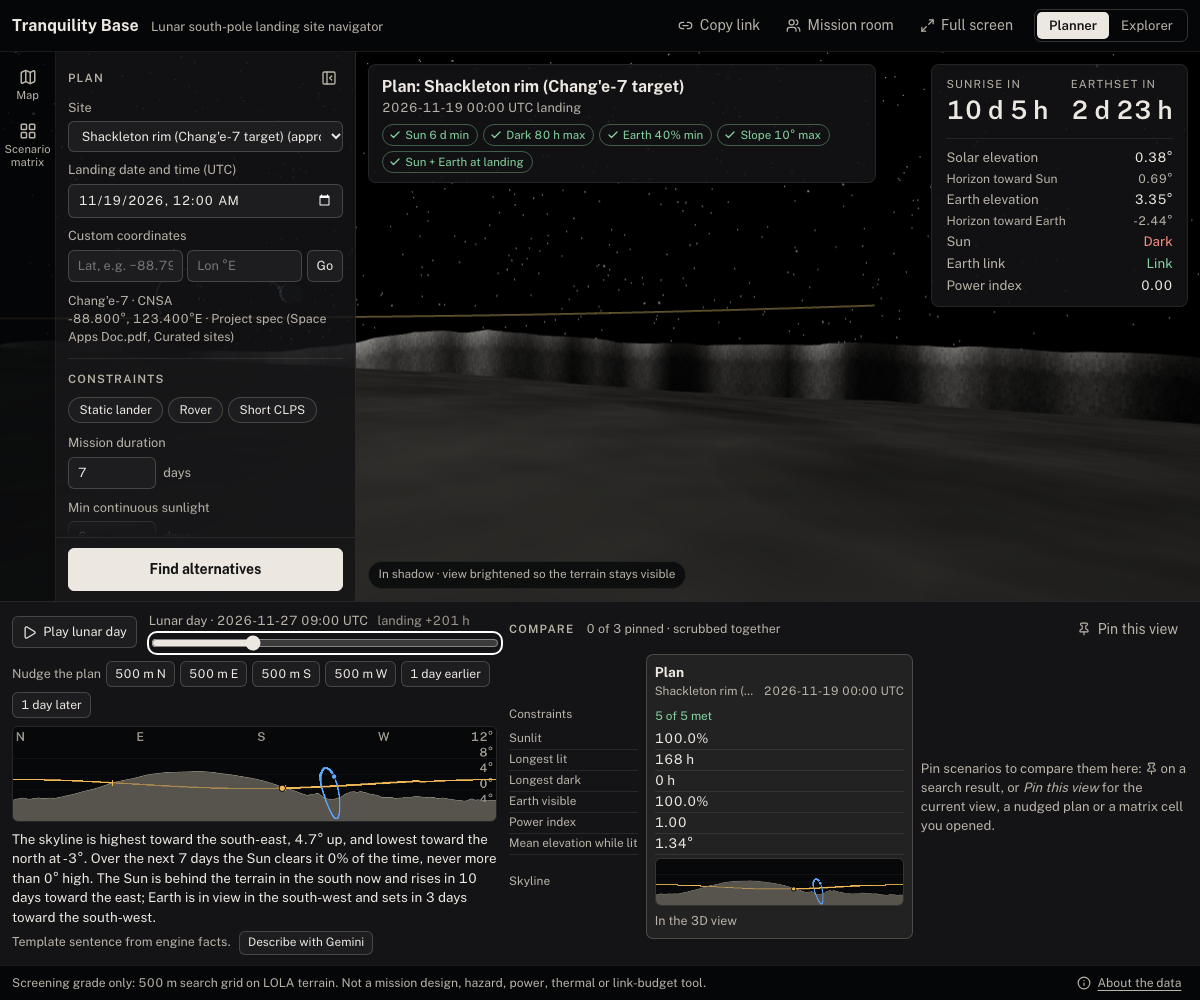 Tranquility Base Lunar south-pole landing site navigator
Copy link
Mission room
Full screen
Planner
Explorer
Map
Scenario
matrix
PLAN
Site
Shackleton rim (Chang'e-7 target) (appro
Landing date and time (UTC)
11/19/2026, 12:00 AM
Custom coordinates
Lat, e.g. −88.79
Lon °E
Go
Chang'e-7 · CNSA
-88.800°, 123.400°E · Project spec (Space
Apps Doc.pdf, Curated sites)
CONSTRAINTS
Static lander
Rover
Short CLPS
Mission duration
7 days
Min continuous sunlight
Find alternatives
Plan: Shackleton rim (Chang'e-7 target)
2026-11-19 00:00 UTC landing
Sun 6 d min
Dark 80 h max
Earth 40% min
Slope 10° max
Sun + Earth at landing
SUNRISE IN
10 d 5 h
EARTHSET IN
2 d 23 h
Solar elevation 0.38°
Horizon toward Sun 0.69°
Earth elevation 3.35°
Horizon toward Earth -2.44°
Sun Dark
Earth link Link
Power index 0.00
In shadow · view brightened so the terrain stays visible
Play lunar day
Lunar day · 2026-11-27 09:00 UTC landing +201 h
Nudge the plan
500 m N
500 m E
500 m S
500 m W
1 day earlier
1 day later
N E S W 12°
8°
4°
0°
4°
The skyline is highest toward the south-east, 4.7° up, and lowest toward the
north at -3°. Over the next 7 days the Sun clears it 0% of the time, never more
than 0° high. The Sun is behind the terrain in the south now and rises in 10
days toward the east; Earth is in view in the south-west and sets in 3 days
toward the south-west.
Template sentence from engine facts.
Describe with Gemini
COMPARE 0 of 3 pinned · scrubbed together
Pin this view
Plan
Shackleton rim (... 2026-11-19 00:00 UTC
Constraints 5 of 5 met
Sunlit 100.0%
Longest lit 168 h
Longest dark 0 h
Earth visible 100.0%
Power index 1.00
Mean elevation while lit 1.34°
Skyline
In the 3D view
Pin scenarios to compare them here: on a
search result, or Pin this view for the
current view, a nudged plan or a matrix cell
you opened.
Screening grade only: 500 m search grid on LOLA terrain. Not a mission design, hazard, power, thermal or link-budget tool.
About the data